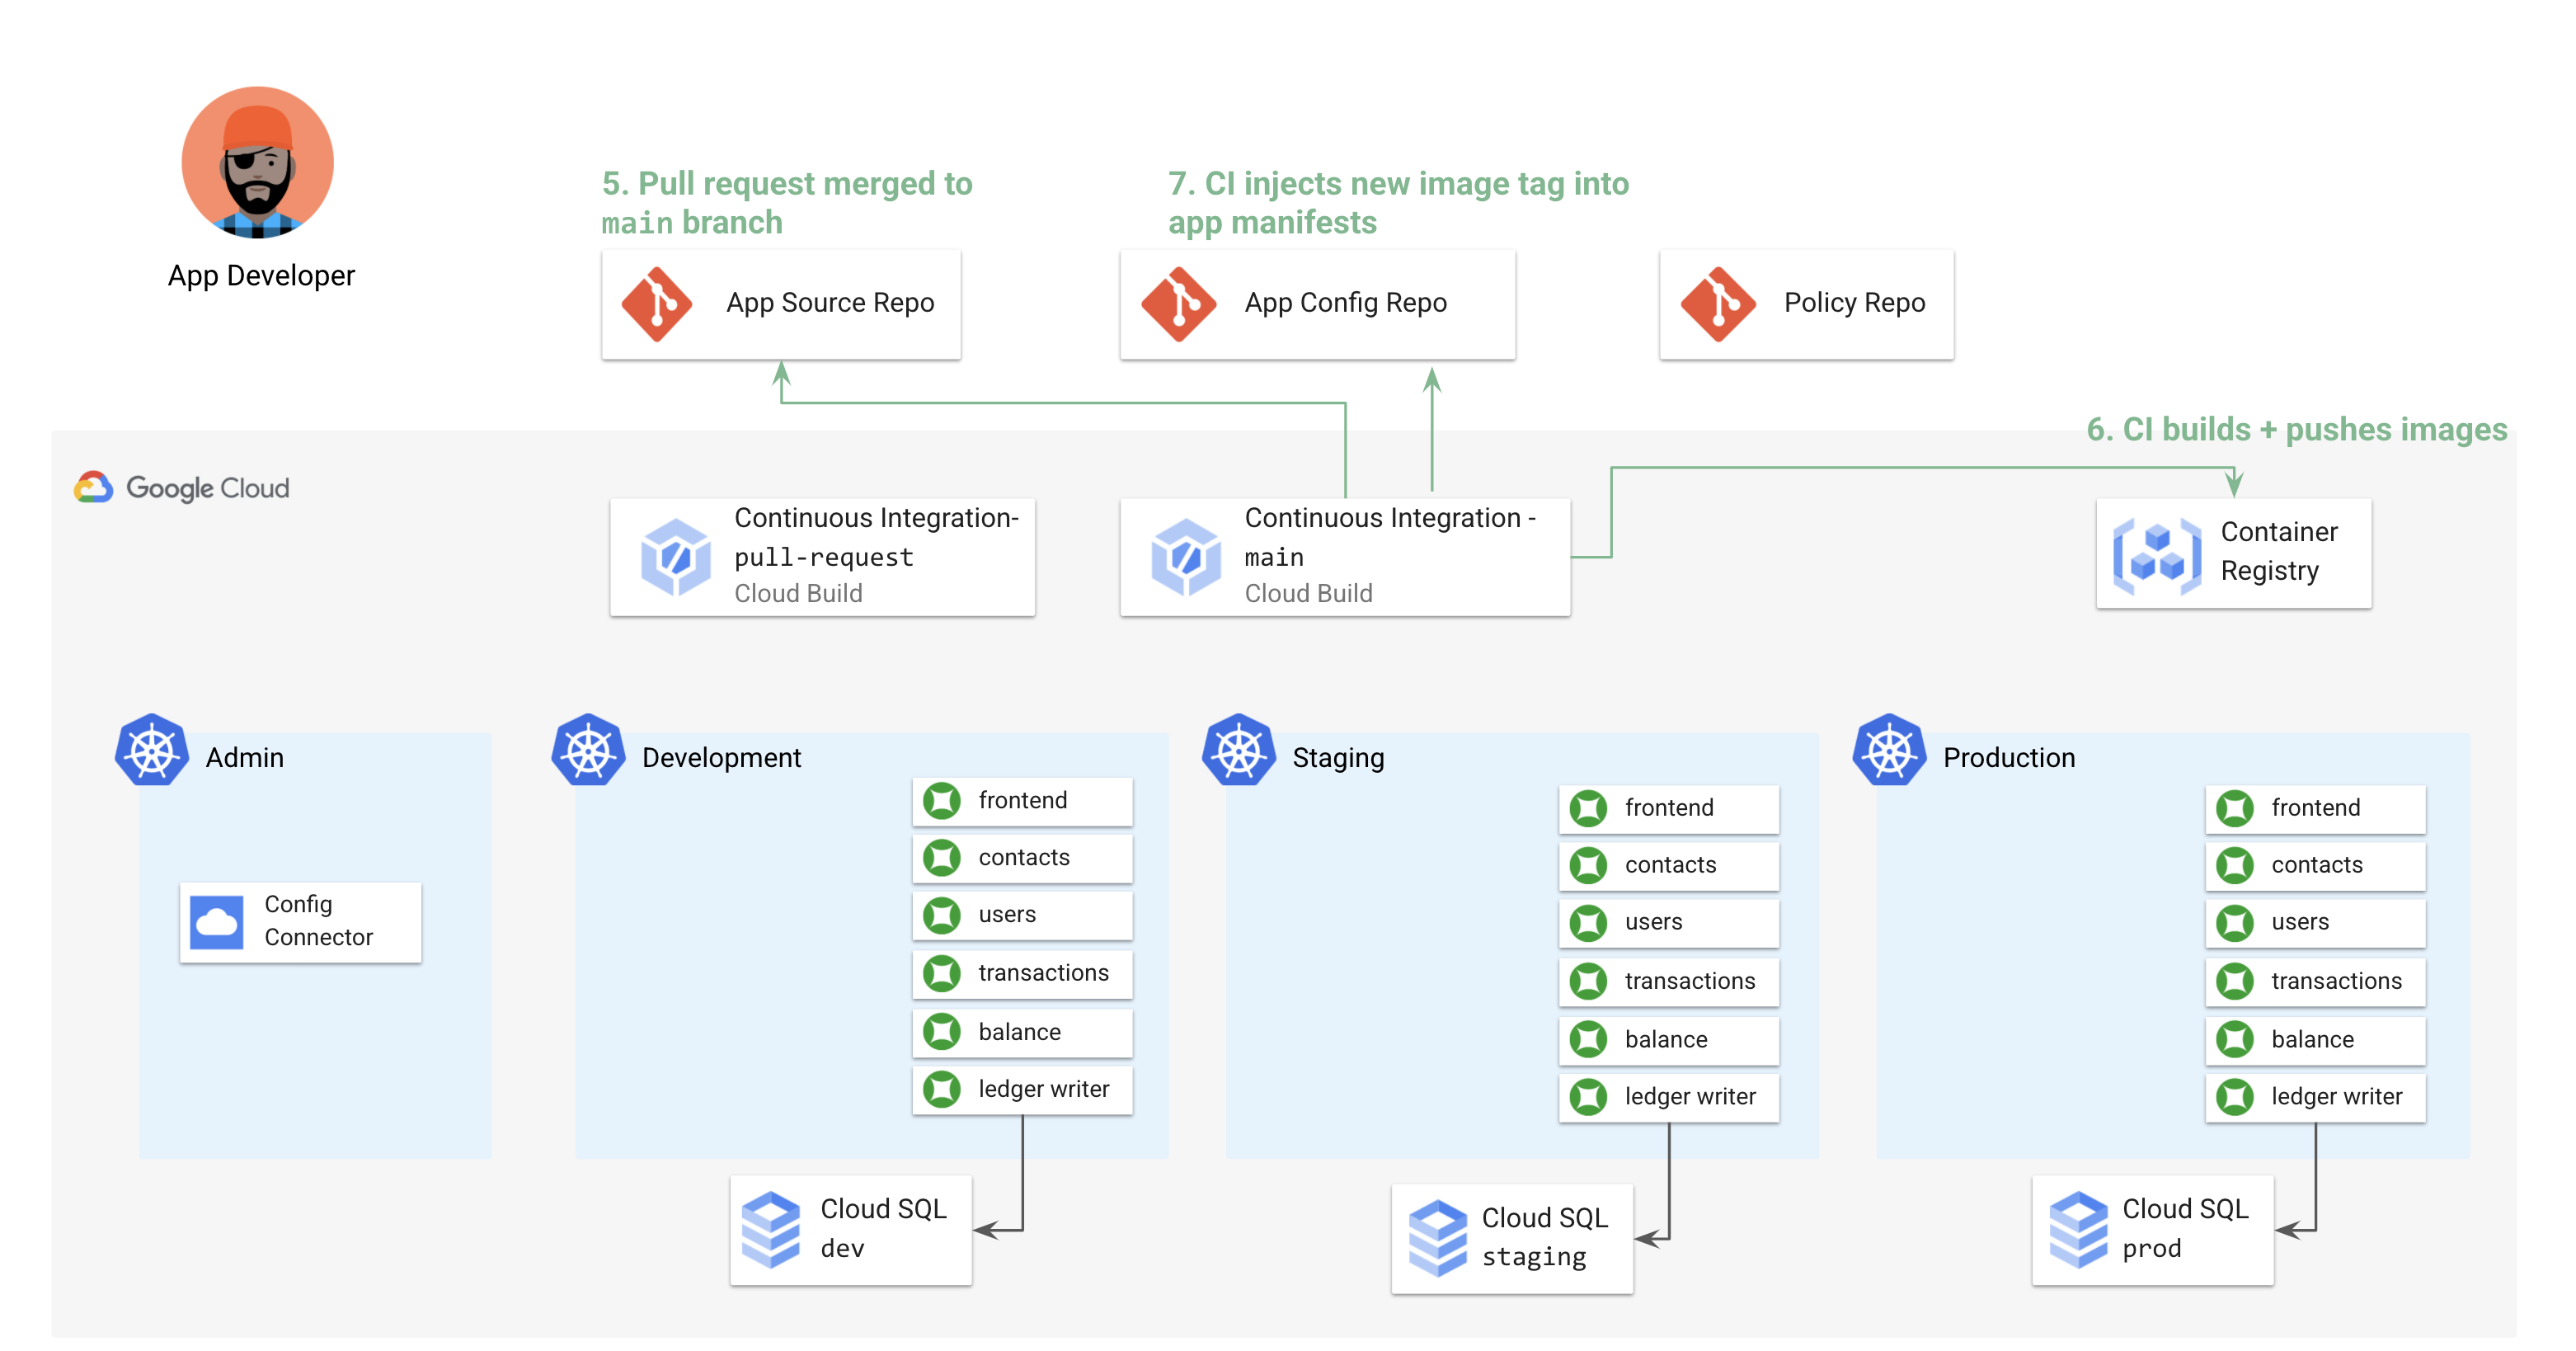 App Developer
5. Pull request merged to
main branch
7. CI injects new image tag into
app manifests
App Source Repo
App Config Repo
Policy Repo
6. CI builds + pushes images
Google Cloud
Continuous Integration-
pull-request
Cloud Build
Continuous Integration -
main
Cloud Build
Container
Registry
Admin
Config
Connector
Development
frontend
contacts
users
transactions
balance
ledger writer
Cloud SQL
dev
Staging
frontend
contacts
users
transactions
balance
ledger writer
Cloud SQL
staging
Production
frontend
contacts
users
transactions
balance
ledger writer
Cloud SQL
prod